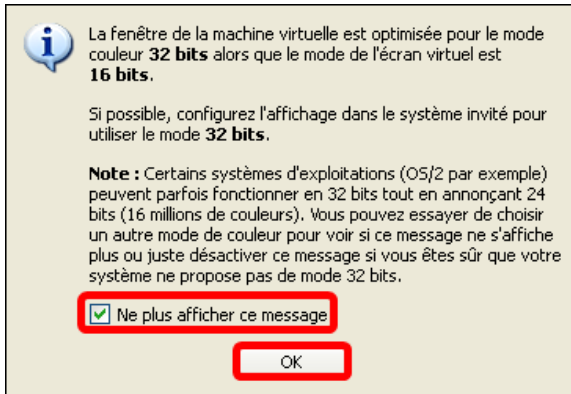 La fenêtre de la machine virtuelle est optimisée pour le mode
couleur 32 bits alors que le mode de l'écran virtuel est
16 bits.
Si possible, configurez l'affichage dans le système invité pour
utiliser le mode 32 bits.
Note : Certains systèmes d'exploitations (OS/2 par exemple)
peuvent parfois fonctionner en 32 bits tout en annonçant 24
bits (16 millions de couleurs). Vous pouvez essayer de choisir
un autre mode de couleur pour voir si ce message ne s'affiche
plus ou juste désactiver ce message si vous êtes sûr que votre
système ne propose pas de mode 32 bits.
Ne plus afficher ce message
OK